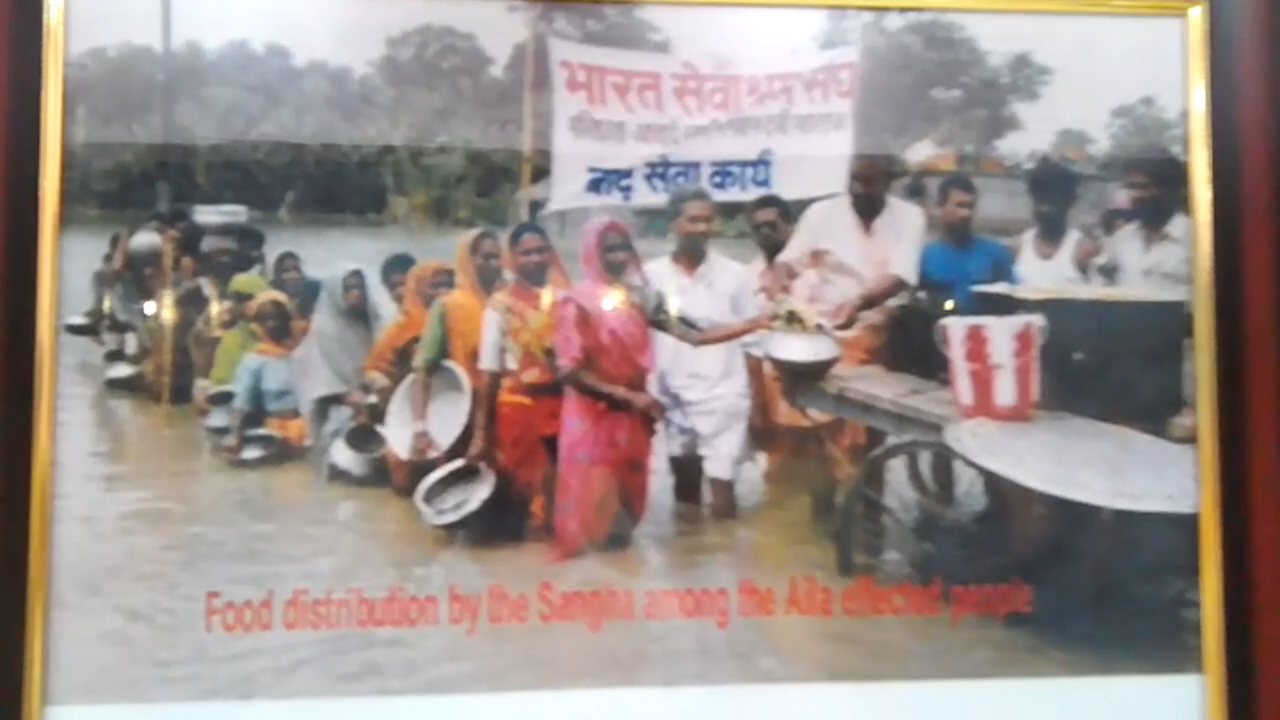 भारत सेवाश्रम संघ
बाढ़ सेवा कार्य
Food distribution by the Sangha among the Aila effected people